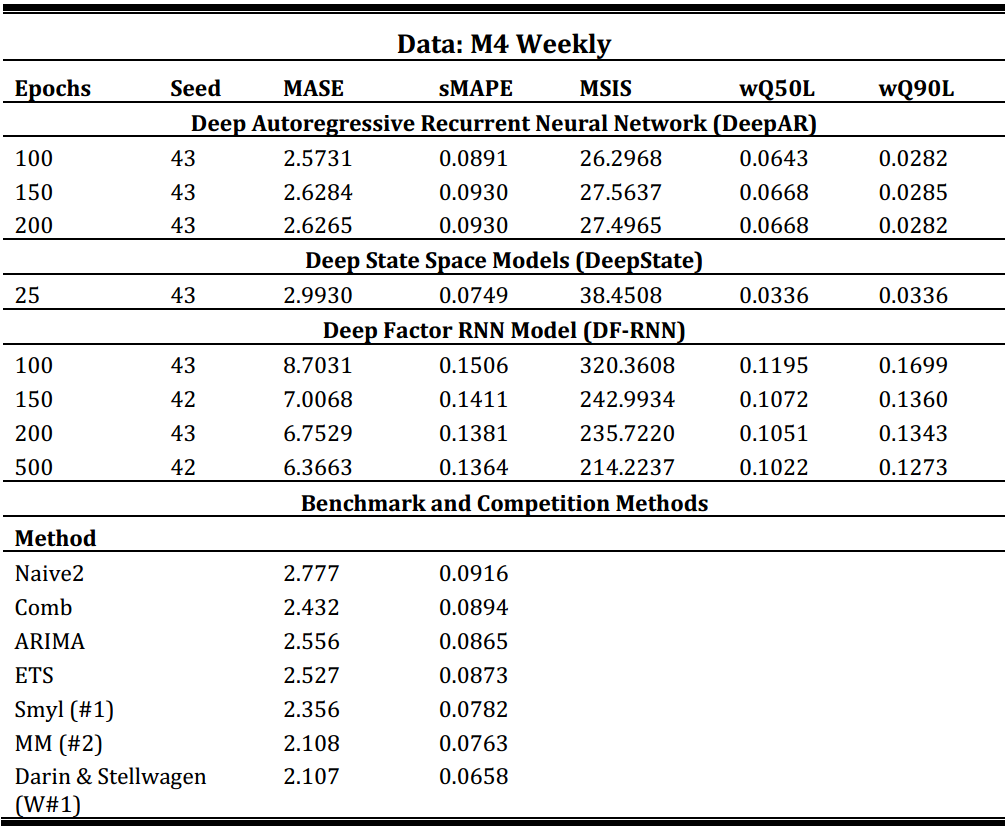 Data: M4 Weekly
Epochs Seed MASE sMAPE MSIS wQ50L wQ90L
Deep Autoregressive Recurrent Neural Network (DeepAR)
100 43 2.5731 0.0891 26.2968 0.0643 0.0282
150 43 2.6284 0.0930 27.5637 0.0668 0.0285
200 43 2.6265 0.0930 27.4965 0.0668 0.0282
Deep State Space Models (DeepState)
25 43 2.9930 0.0749 38.4508 0.0336 0.0336
Deep Factor RNN Model (DF-RNN)
100 43 8.7031 0.1506 320.3608 0.1195 0.1699
150 42 7.0068 0.1411 242.9934 0.1072 0.1360
200 43 6.7529 0.1381 235.7220 0.1051 0.1343
500 42 6.3663 0.1364 214.2237 0.1022 0.1273
Benchmark and Competition Methods
Method
Naive2 2.777 0.0916
Comb 2.432 0.0894
ARIMA 2.556 0.0865
ETS 2.527 0.0873
Smyl (#1) 2.356 0.0782
MM (#2) 2.108 0.0763
Darin & Stellwagen 2.107 0.0658
(W#1)